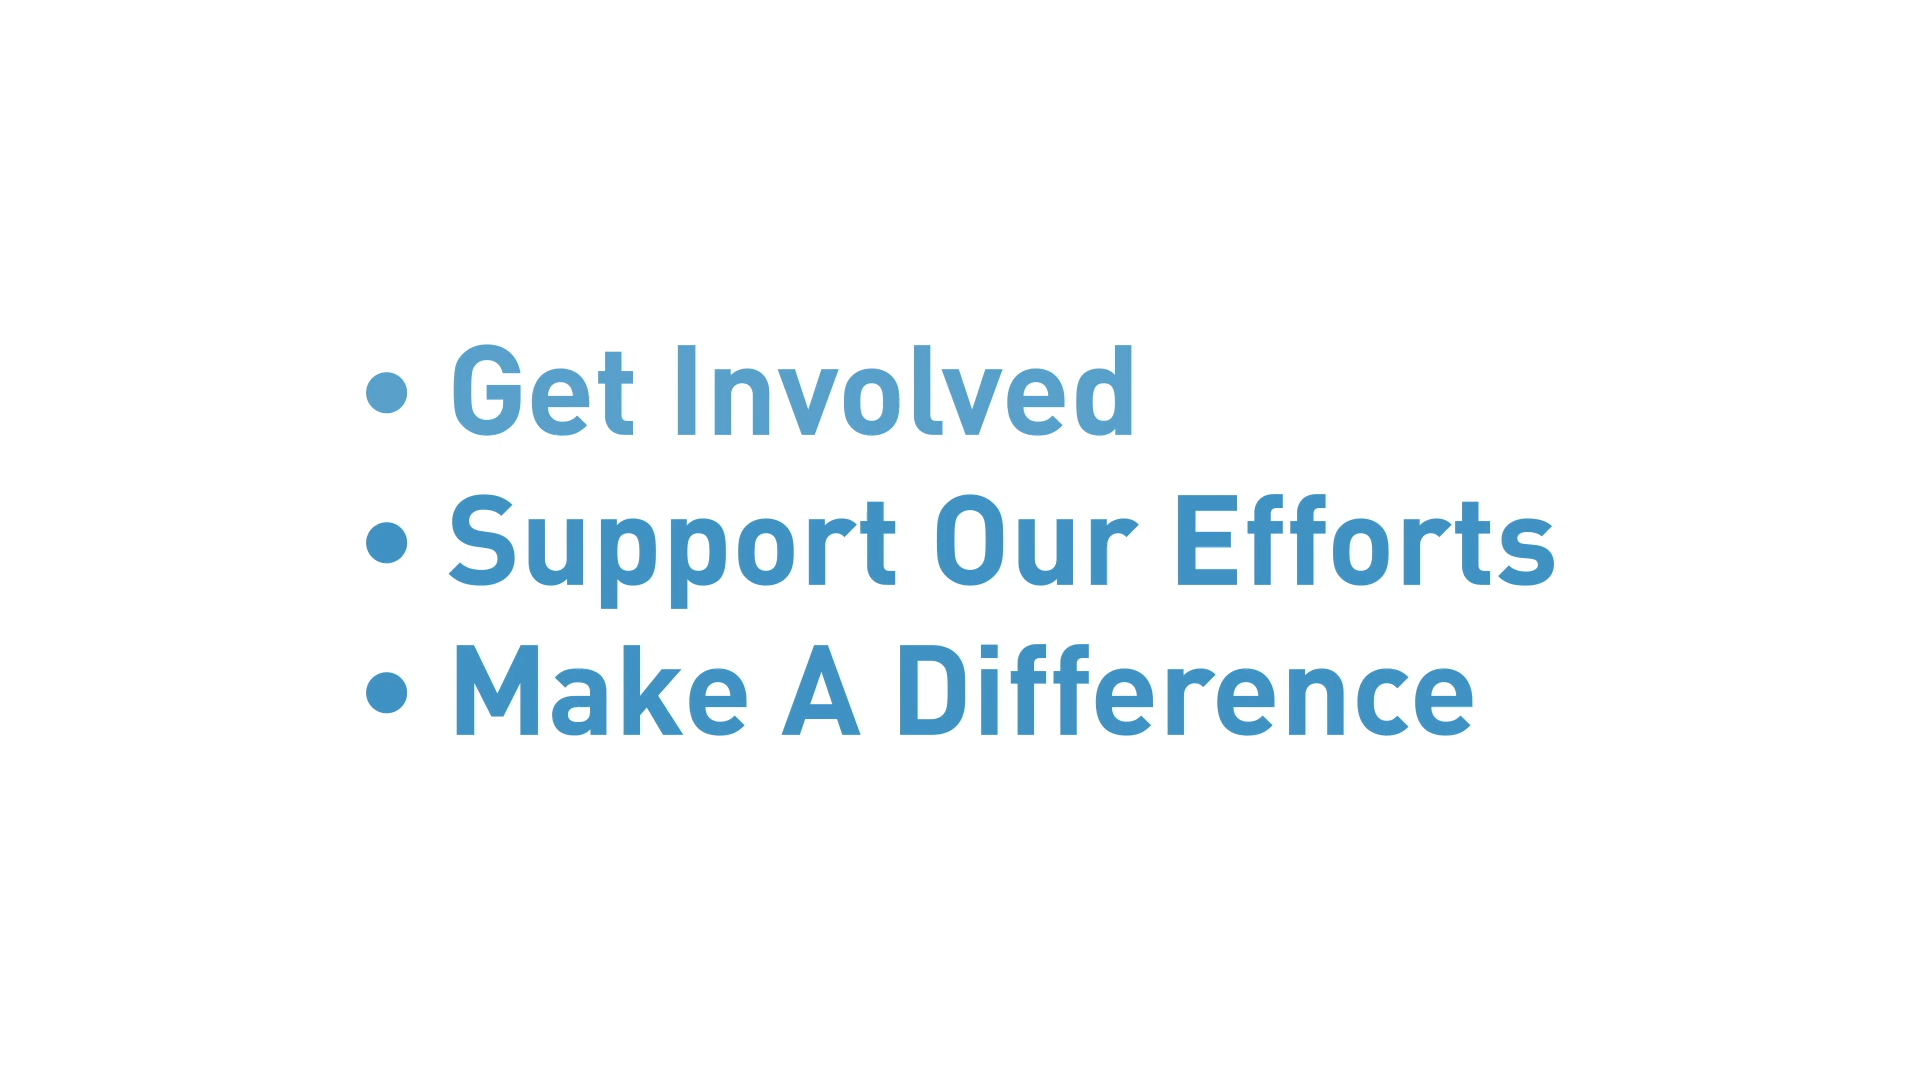 • Get Involved
• Support Our Efforts
• Make A Difference